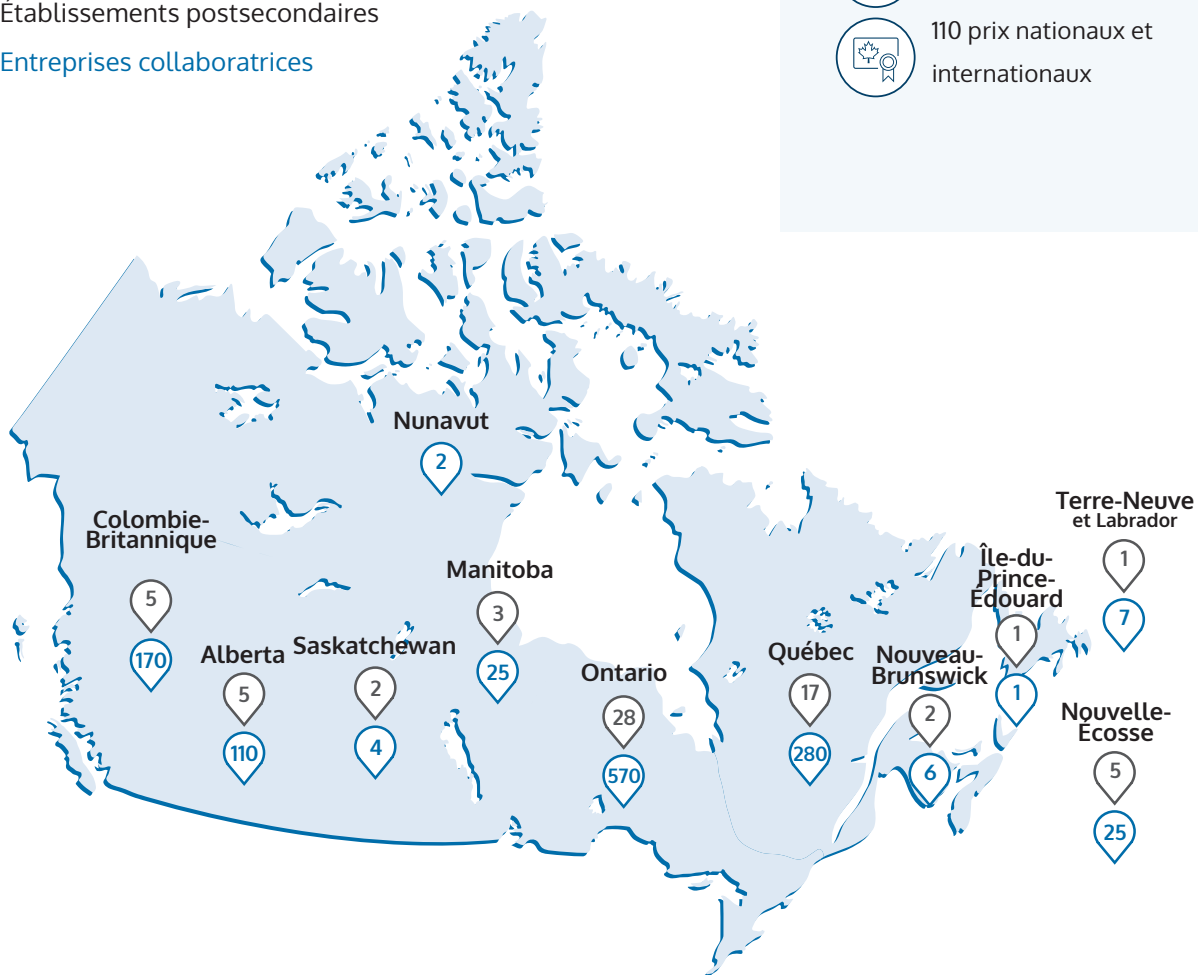 Établissements postsecondaires
Entreprises collaboratrices
110 prix nationaux et
internationaux
Nunavut
2
Colombie-
Britannique
5
170
Alberta
5
110
Saskatchewan
2
4
Manitoba
3
25
Ontario
28
570
Québec
17
280
Nouveau-
Brunswick
2
6
Île-du-
Prince-
Édouard
1
1
Terre-Neuve
et Labrador
1
7
Nouvelle-
Écosse
5
25